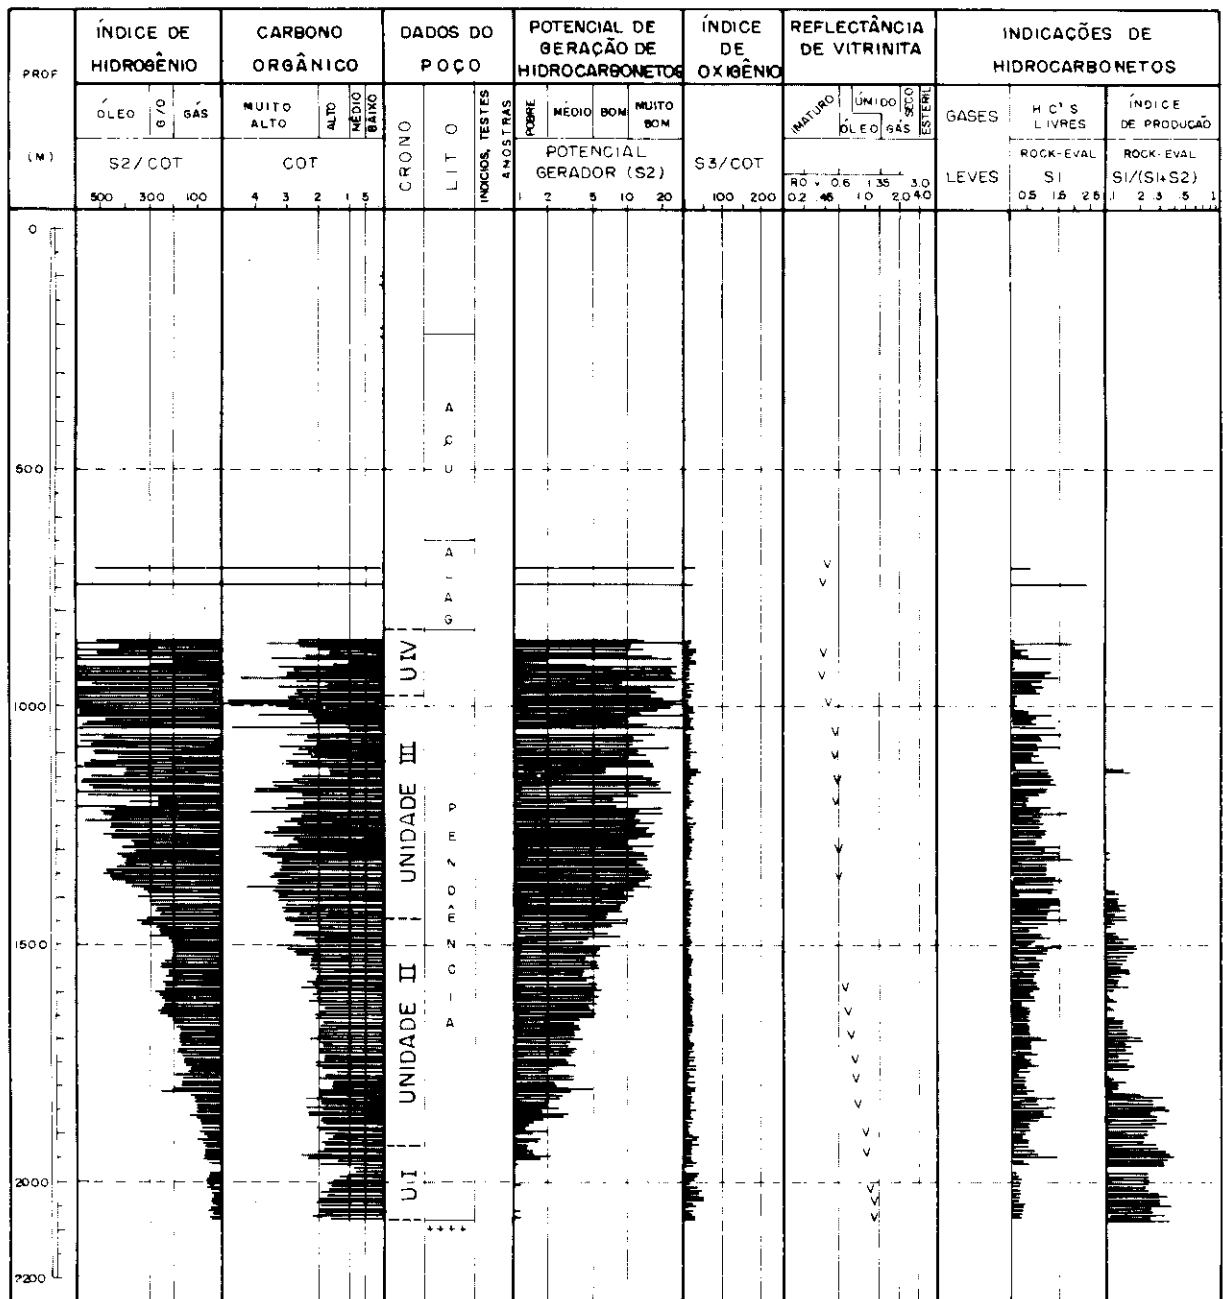 PROF
(M)
ÍNDICE DE
HIDROGÊNIO
ÓLEO G/O GÁS
S2/COT
500 300 100
CARBONO
ORGÂNICO
MUITO
ALTO
ALTO
MÉDIO
BAIXO
COT
4 3 2 1 5
DADOS DO
POÇO
CRONO
LITO
INDÍCIOS, TESTES
AMOSTRAS
POTENCIAL DE
GERAÇÃO DE
HIDROCARBONETOS
POBRE MÉDIO BOM MUITO
BOM
POTENCIAL
GERADOR (S2)
1 2 5 10 20
ÍNDICE
DE
OXIGÊNIO
S3/COT
100 200
REFLECTÂNCIA
DE VITRINITA
IMATURO
ÚMIDO
SECO
ESTERIL
ÓLEO GÁS
RO 0.6 1.35 3.0
0.2 .45 1.0 2.0 4.0
INDICAÇÕES DE
HIDROCARBONETOS
GASES
LEVES
HC'S
LIVRES
ROCK-EVAL
S1
0.5 1.5 2.5
ÍNDICE
DE PRODUÇÃO
ROCK-EVAL
S1/(S1+S2)
.1 .2 .3 .5 1
0
500
1000
1500
2000
2200
AÇU
A-AG
PENDÊNCIA
U IV
UNIDADE III
UNIDADE II
U I
++++